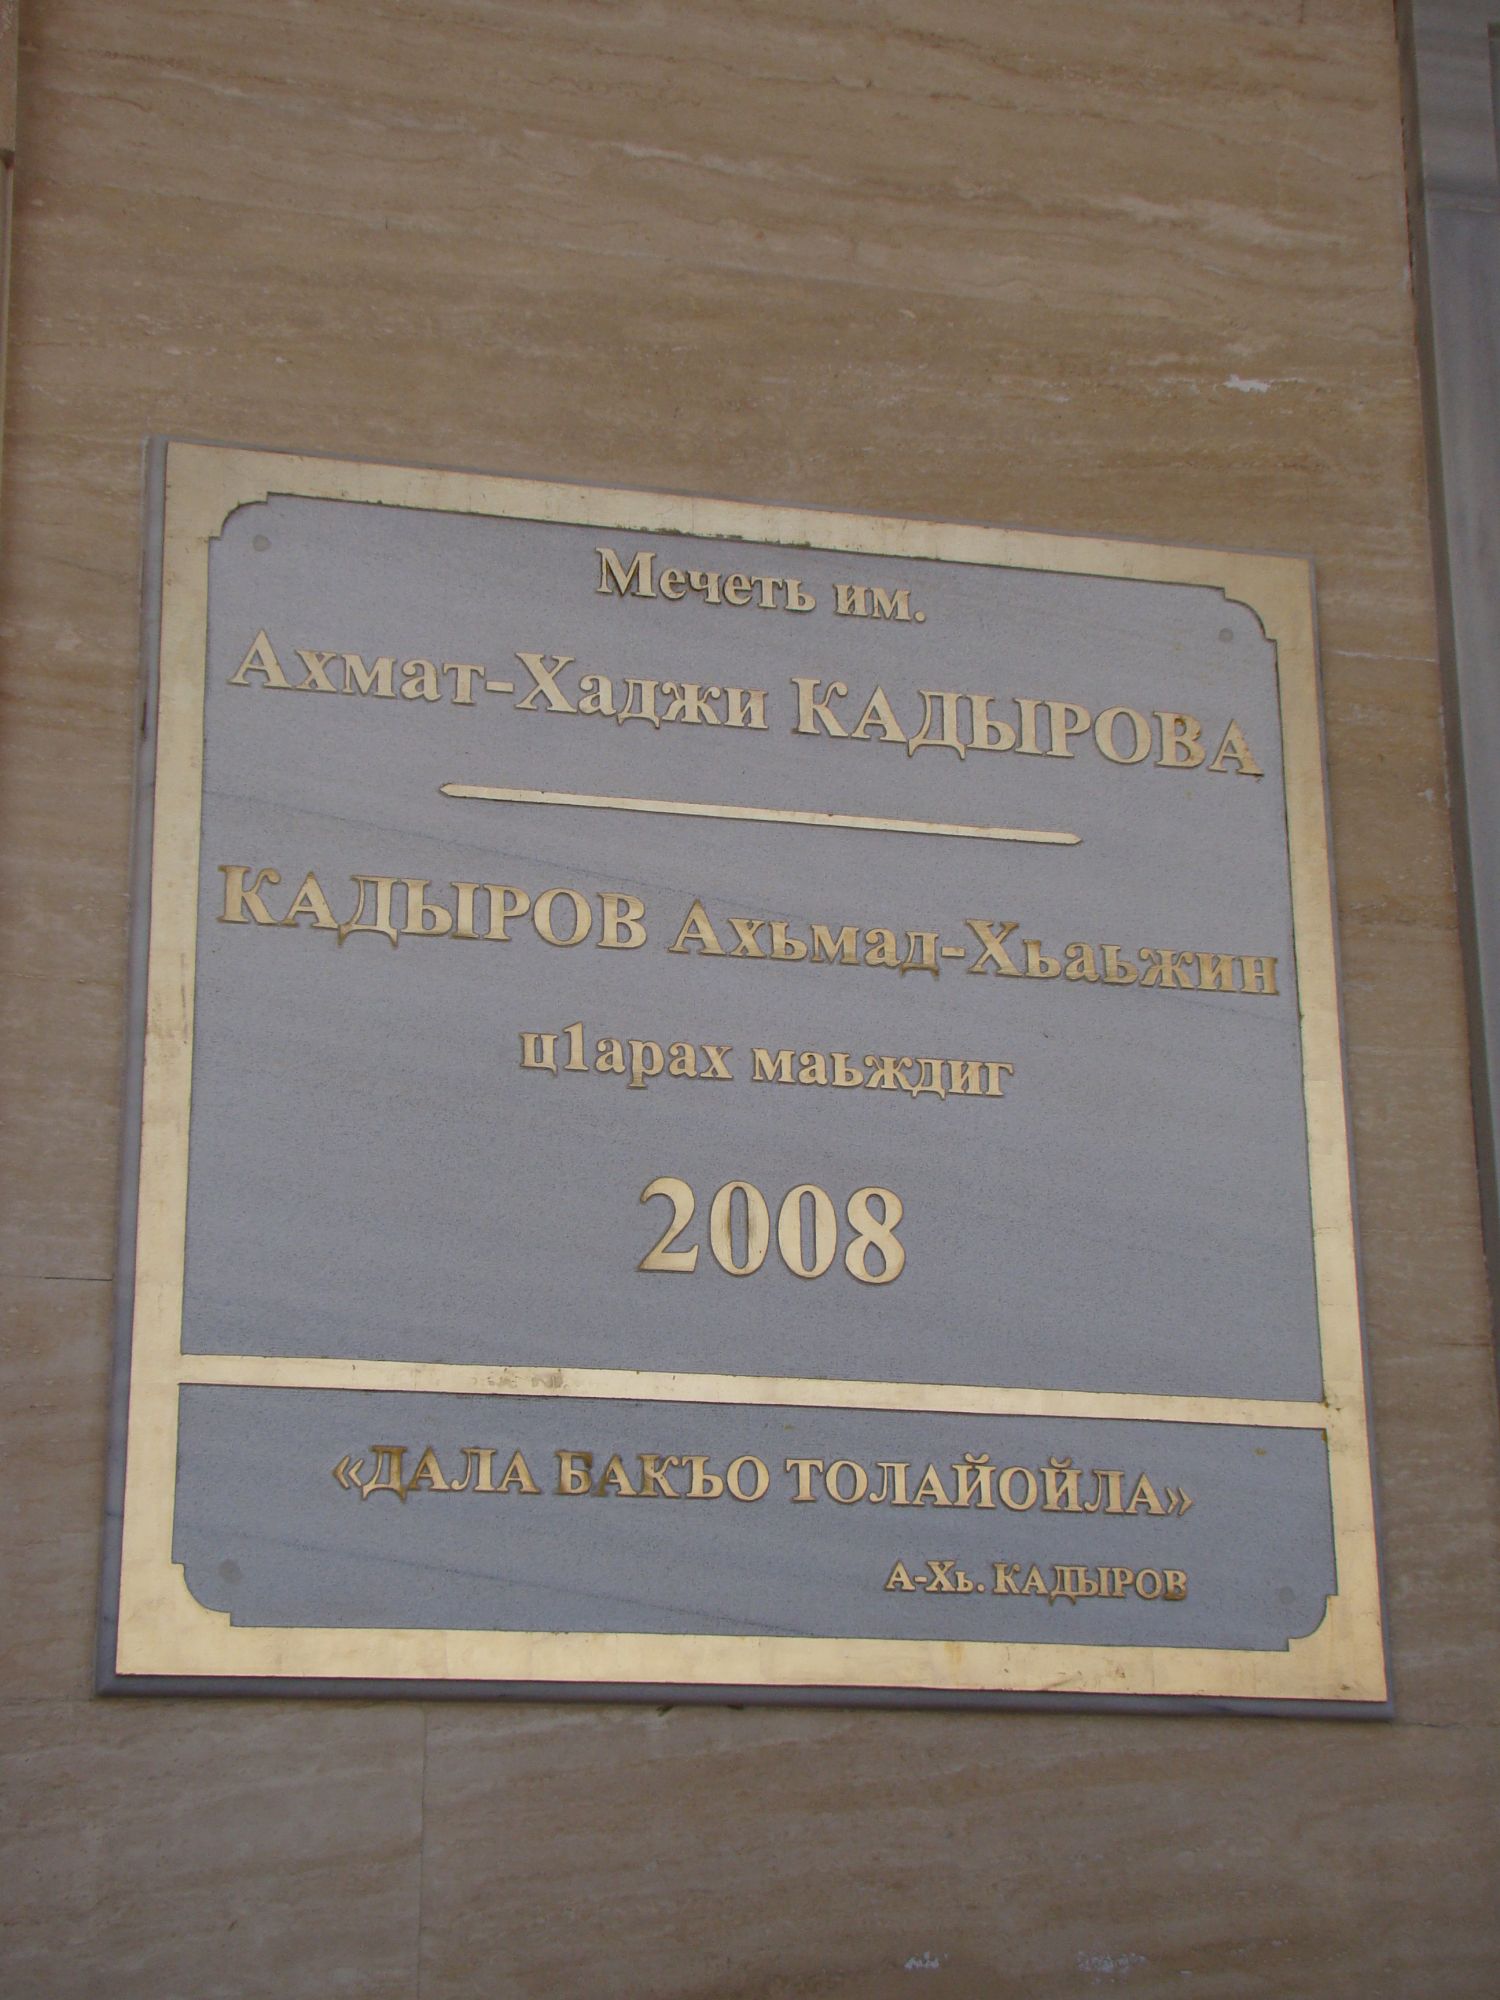 Мечеть им.
Ахмат-Хаджи КАДЫРОВА
КАДЫРОВ Ахьмад-Хьаьжин
ц1арах маьждиг
2008
«ДАЛА БАКЪО ТОЛАЙОЙЛА»
А-Хь. КАДЫРОВ